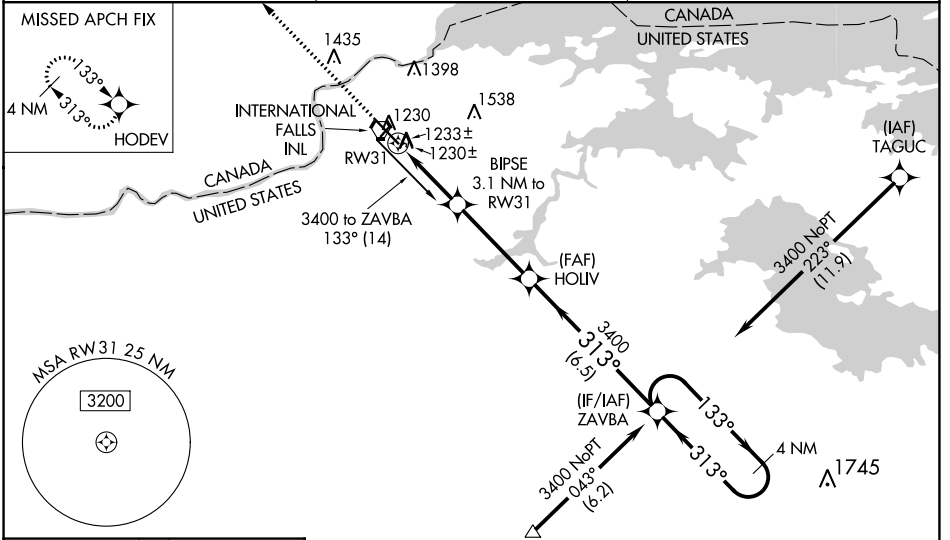 MISSED APCH FIX
133°
313°
4 NM
HODEV
CANADA
UNITED STATES
1435
1398
1538
INTERNATIONAL
FALLS
INL
1230
1233±
1230±
RW31
BIPSE
3.1 NM to
RW31
CANADA
UNITED STATES
3400 to ZAVBA
133° (14)
(IAF)
TAGUC
3400 NoPT
223°
(11.9)
(FAF)
HOLIV
3400
313°
(6.5)
(IF/IAF)
ZAVBA
133°
313°
4 NM
1745
3400 NoPT
043°
(6.2)
MSA RW31 25 NM
3200